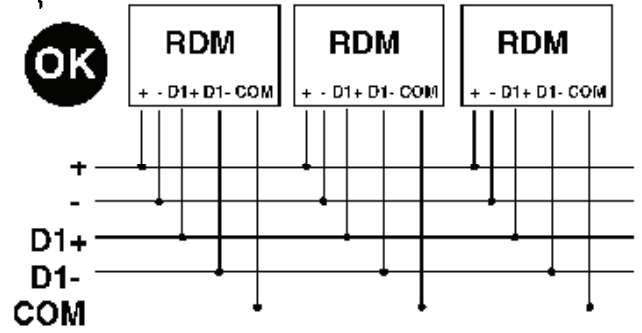 OK
RDM RDM RDM
+ - D1+ D1- COM + - D1+ D1- COM + - D1+ D1- COM
+
-
D1+
D1-
COM